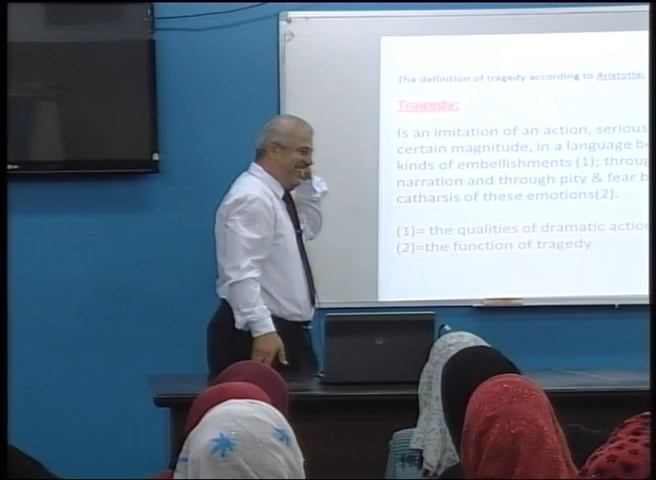 The definition of tragedy according to Aristotle:
Tragedy:
Is an imitation of an action, serious
certain magnitude, in a language be
kinds of embellishments (1); throug
narration and through pity & fear b
catharsis of these emotions(2).
(1)= the qualities of dramatic action
(2)=the function of tragedy